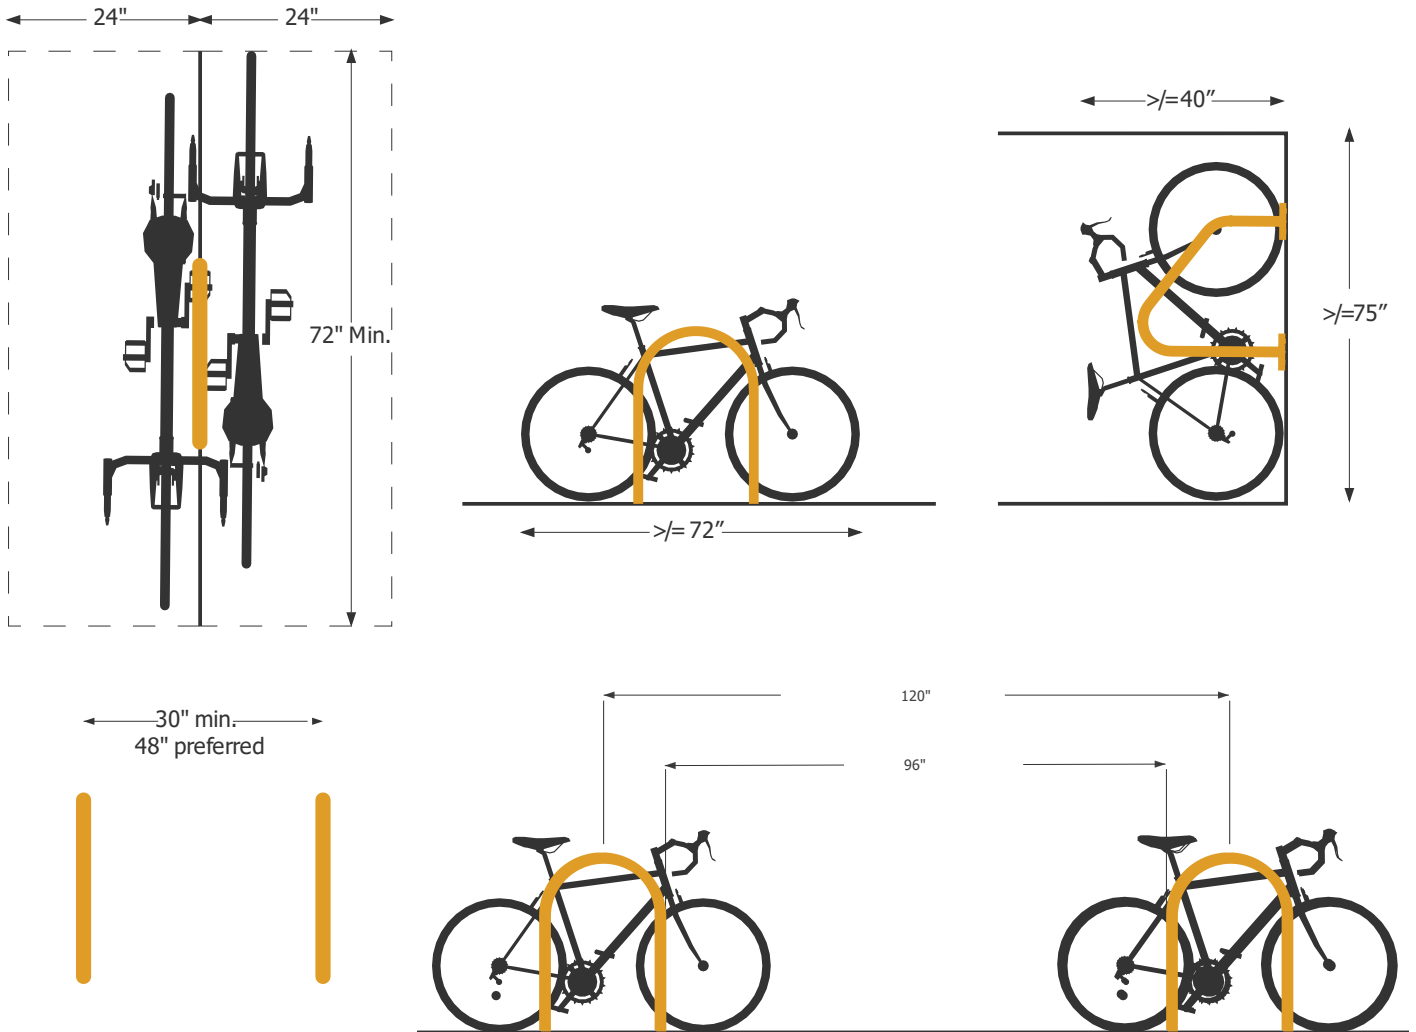 24" 24"
>/=40”
72" Min.
>/=75”
>/= 72”
30" min.
48" preferred
120"
96"